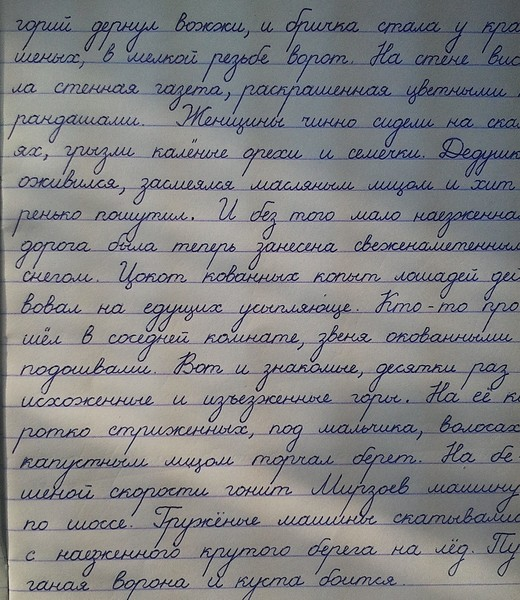 горий дернул вожжи, и бричка стала у кра
шеных, в мелкой резьбе ворот. На стене вис
ла стенная газета, раскрашенная цветными
рандашами. Женщины чинно сидели на ска
ях, грызли калёные орехи и семечки. Дедушк
оживился, засмеялся масляным лицом и хит
ренько пошутил. И без того мало наезженна
дорога была теперь занесена свеженаметенным
снегом. Цокот кованных копыт лошадей дей
вовал на едущих усыпляюще. Кто-то про
шёл в соседней комнате, звеня окованными
подошвами. Вот и знакомые, десятки раз
исхоженные и изъезженные горы. На её к
ротко стриженных, под мальчика, волосах
капустным лицом торчал берет. На бе-
шеной скорости гонит Мирзоев машину
по шоссе. Гружёные машины скатывали
с наезженного крутого берега на лёд. Пу
ганая ворона и куста боится.